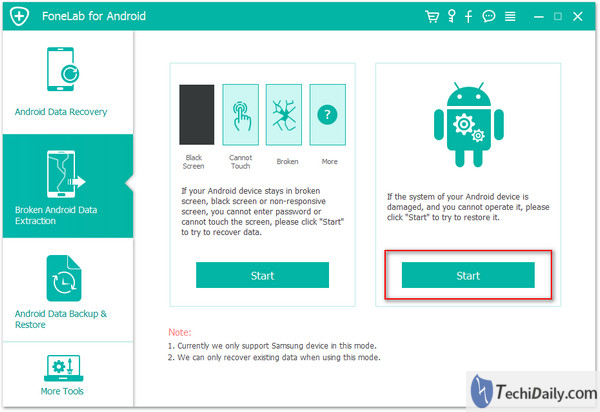 FoneLab for Android
Android Data Recovery
Broken Android Data
Extraction
Android Data Backup &
Restore
More Tools
Black
Screen
Cannot
Touch
Broken
?
More
If your Android device stays in broken
screen, black screen or non-responsive
screen, you cannot enter password or
cannot touch the screen, please click "Start"
to try to recover data.
Start
If the system of your Android device is
damaged, and you cannot operate it, please
click "Start" to try to restore it.
Start
Note:
1. Currently we only support Samsung device in this mode.
2. We can only recover existing data when using this mode.
TechiDaily.com